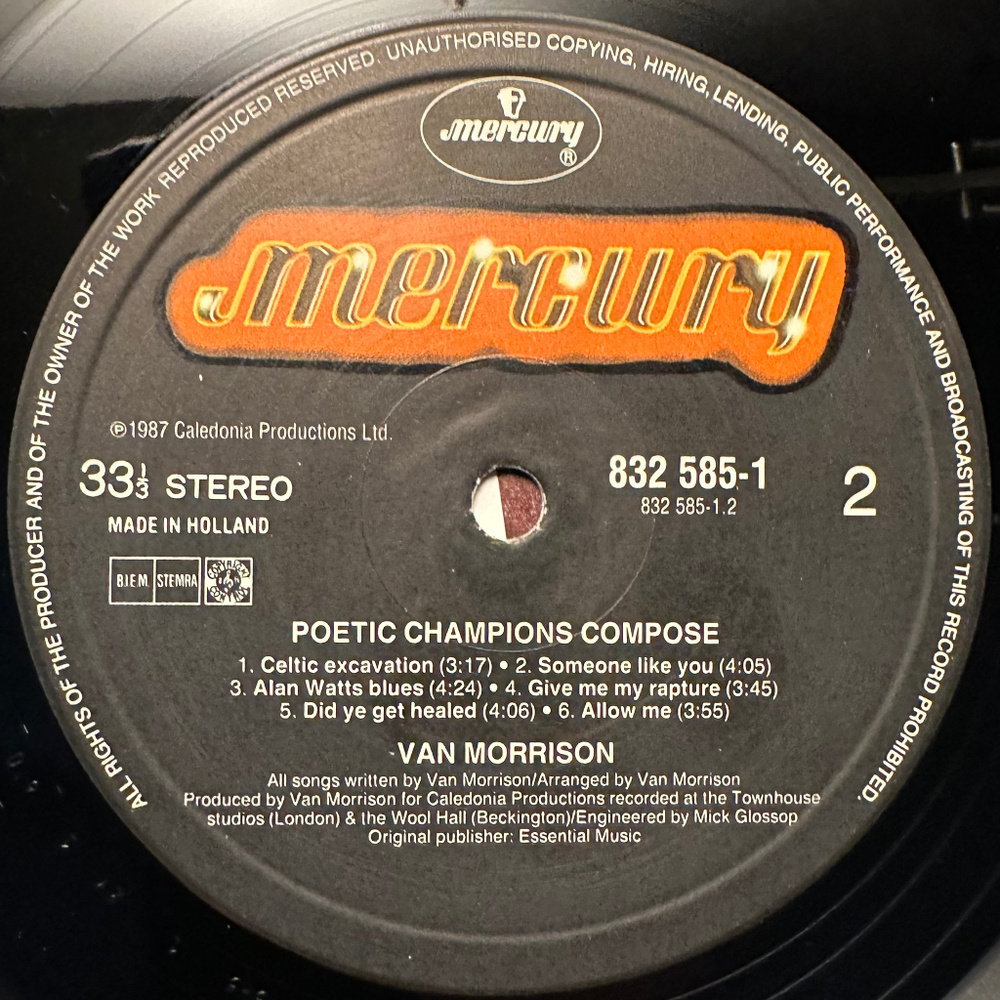 ALL RIGHTS OF THE PRODUCER AND OF THE OWNER OF THE WORK REPRODUCED RESERVED. UNAUTHORISED COPYING, HIRING, LENDING, PUBLIC PERFORMANCE AND BROADCASTING OF THIS RECORD PROHIBITED.
mercury
®
mercury
℗1987 Caledonia Productions Ltd.
33⅓ STEREO
832 585-1
2
832 585-1.2
MADE IN HOLLAND
B.I.E.M. STEMRA COPYRIGHT CONTROL
POETIC CHAMPIONS COMPOSE
1. Celtic excavation (3:17) • 2. Someone like you (4:05)
3. Alan Watts blues (4:24) • 4. Give me my rapture (3:45)
5. Did ye get healed (4:06) • 6. Allow me (3:55)
VAN MORRISON
All songs written by Van Morrison/Arranged by Van Morrison
Produced by Van Morrison for Caledonia Productions recorded at the Townhouse
studios (London) & the Wool Hall (Beckington)/Engineered by Mick Glossop
Original publisher: Essential Music